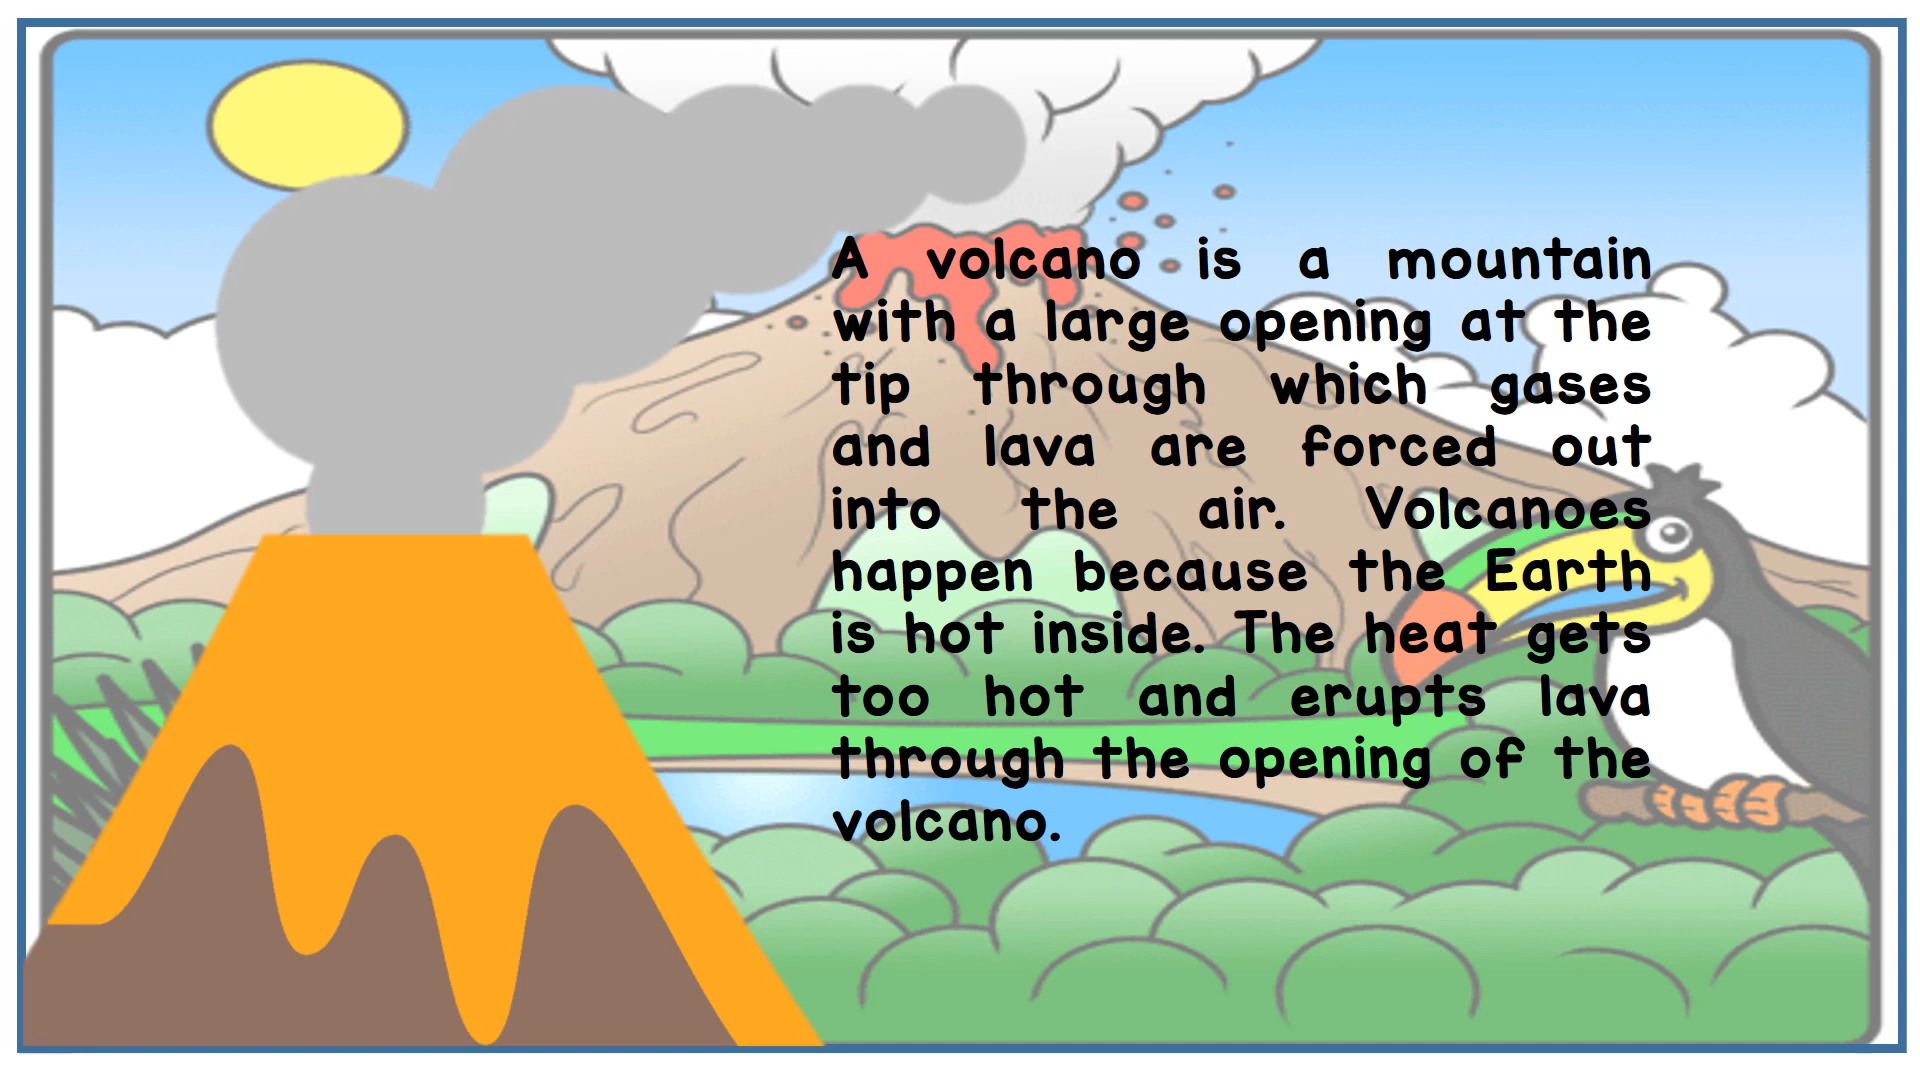 A volcano is a mountain
with a large opening at the
tip through which gases
and lava are forced out
into the air. Volcanoes
happen because the Earth
is hot inside. The heat gets
too hot and erupts lava
through the opening of the
volcano.